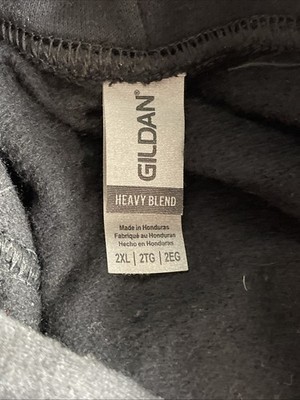 GILDAN
HEAVY BLEND
Made in Honduras
Fabriqué au Honduras
Hecho en Honduras
2XL | 2TG | 2EG